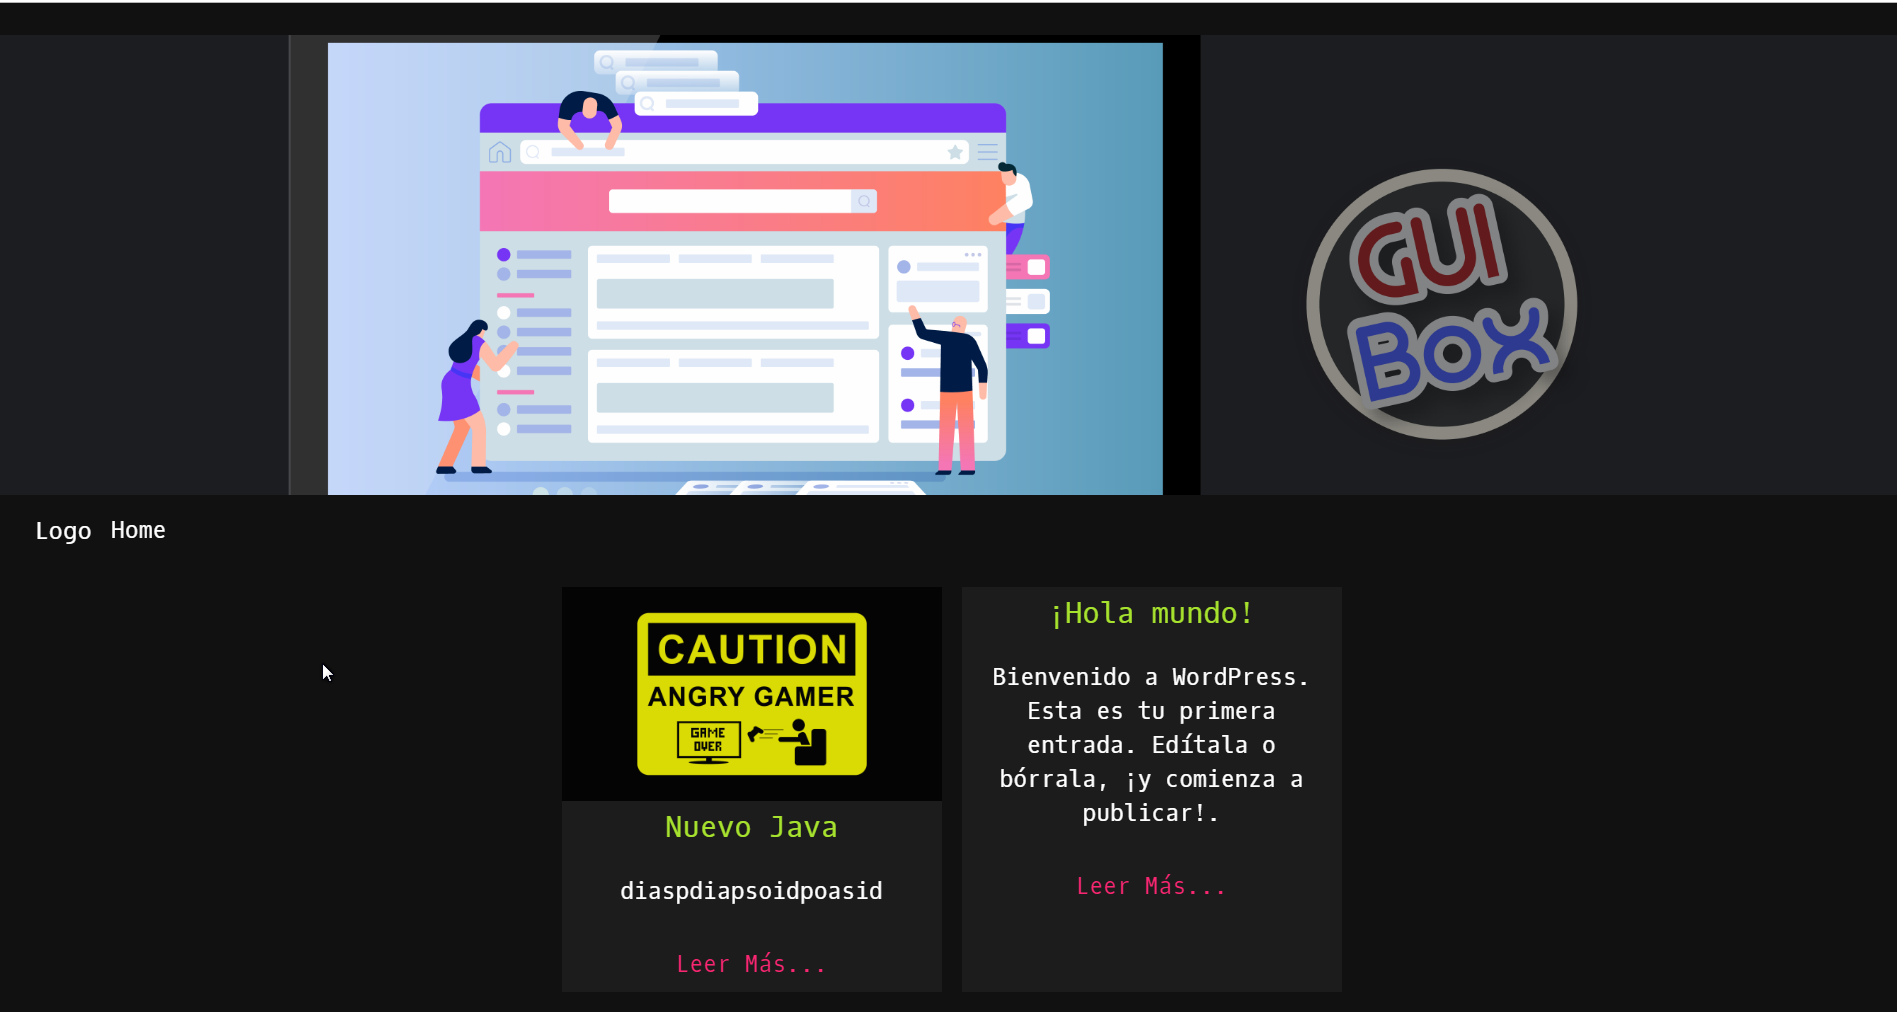 GUI
BOX
Logo Home
CAUTION
ANGRY GAMER
GAME
OVER
Nuevo Java
diaspdiapsoidpoasid
Leer Más...
¡Hola mundo!
Bienvenido a WordPress.
Esta es tu primera
entrada. Edítala o
bórrala, ¡y comienza a
publicar!.
Leer Más...